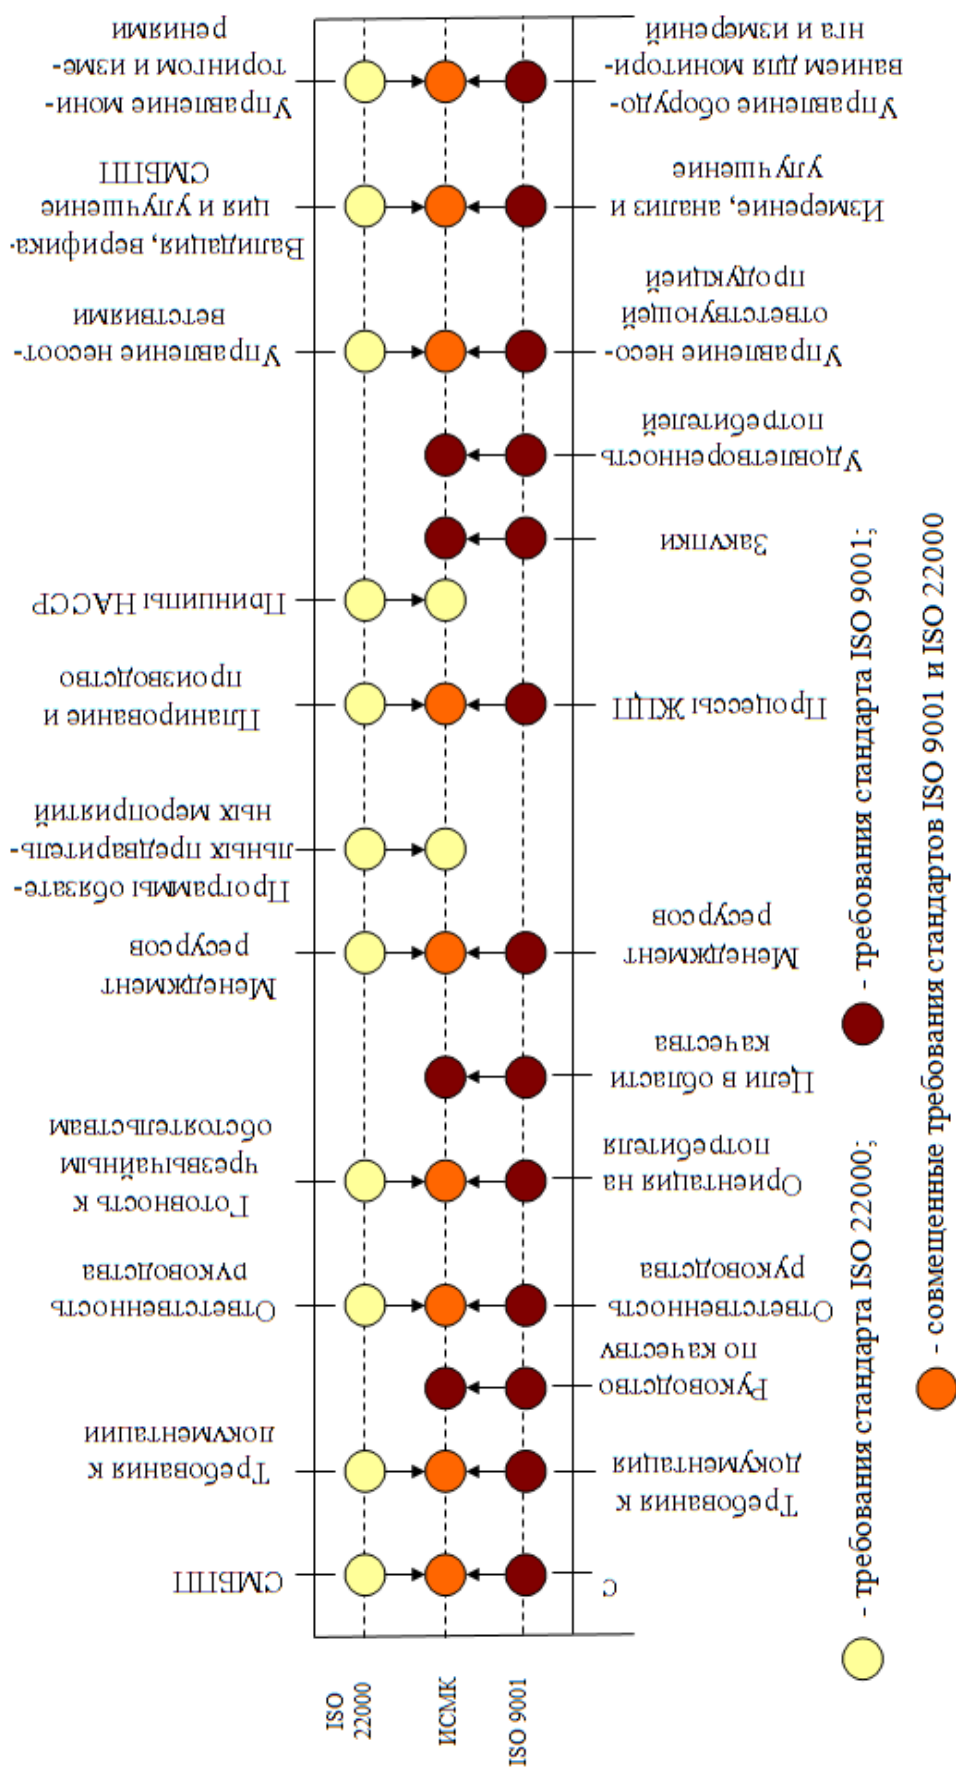 ISO
22000
ИСМК
ISO 9001
СМБПП
Требования к
документации
Ответственность
руководства
Готовность к
чрезвычайным
обстоятельствам
Менеджмент
ресурсов
Программы обязате-
льных предваритель-
ных мероприятий
Планирование и
производство
Принципы НАССР
Управление несоот-
ветствиями
Валидация, верифика-
ция и улучшение
СМБПП
Управление мони-
торингом и изме-
рениями
С
Требования к
документация
Руководство
по качеству
Ответственность
руководства
Ориентация на
потребителя
Цели в области
качества
Менеджмент
ресурсов
Процессы ЖЦП
Закупки
Удовлетворенность
потребителей
Управление несо-
ответствующей
продукцией
Измерение, анализ и
улучшение
Управление оборудо-
ванием для монитори-
нга и измерений
- требования стандарта ISO 22000;
- требования стандарта ISO 9001;
- совмещенные требования стандартов ISO 9001 и ISO 22000